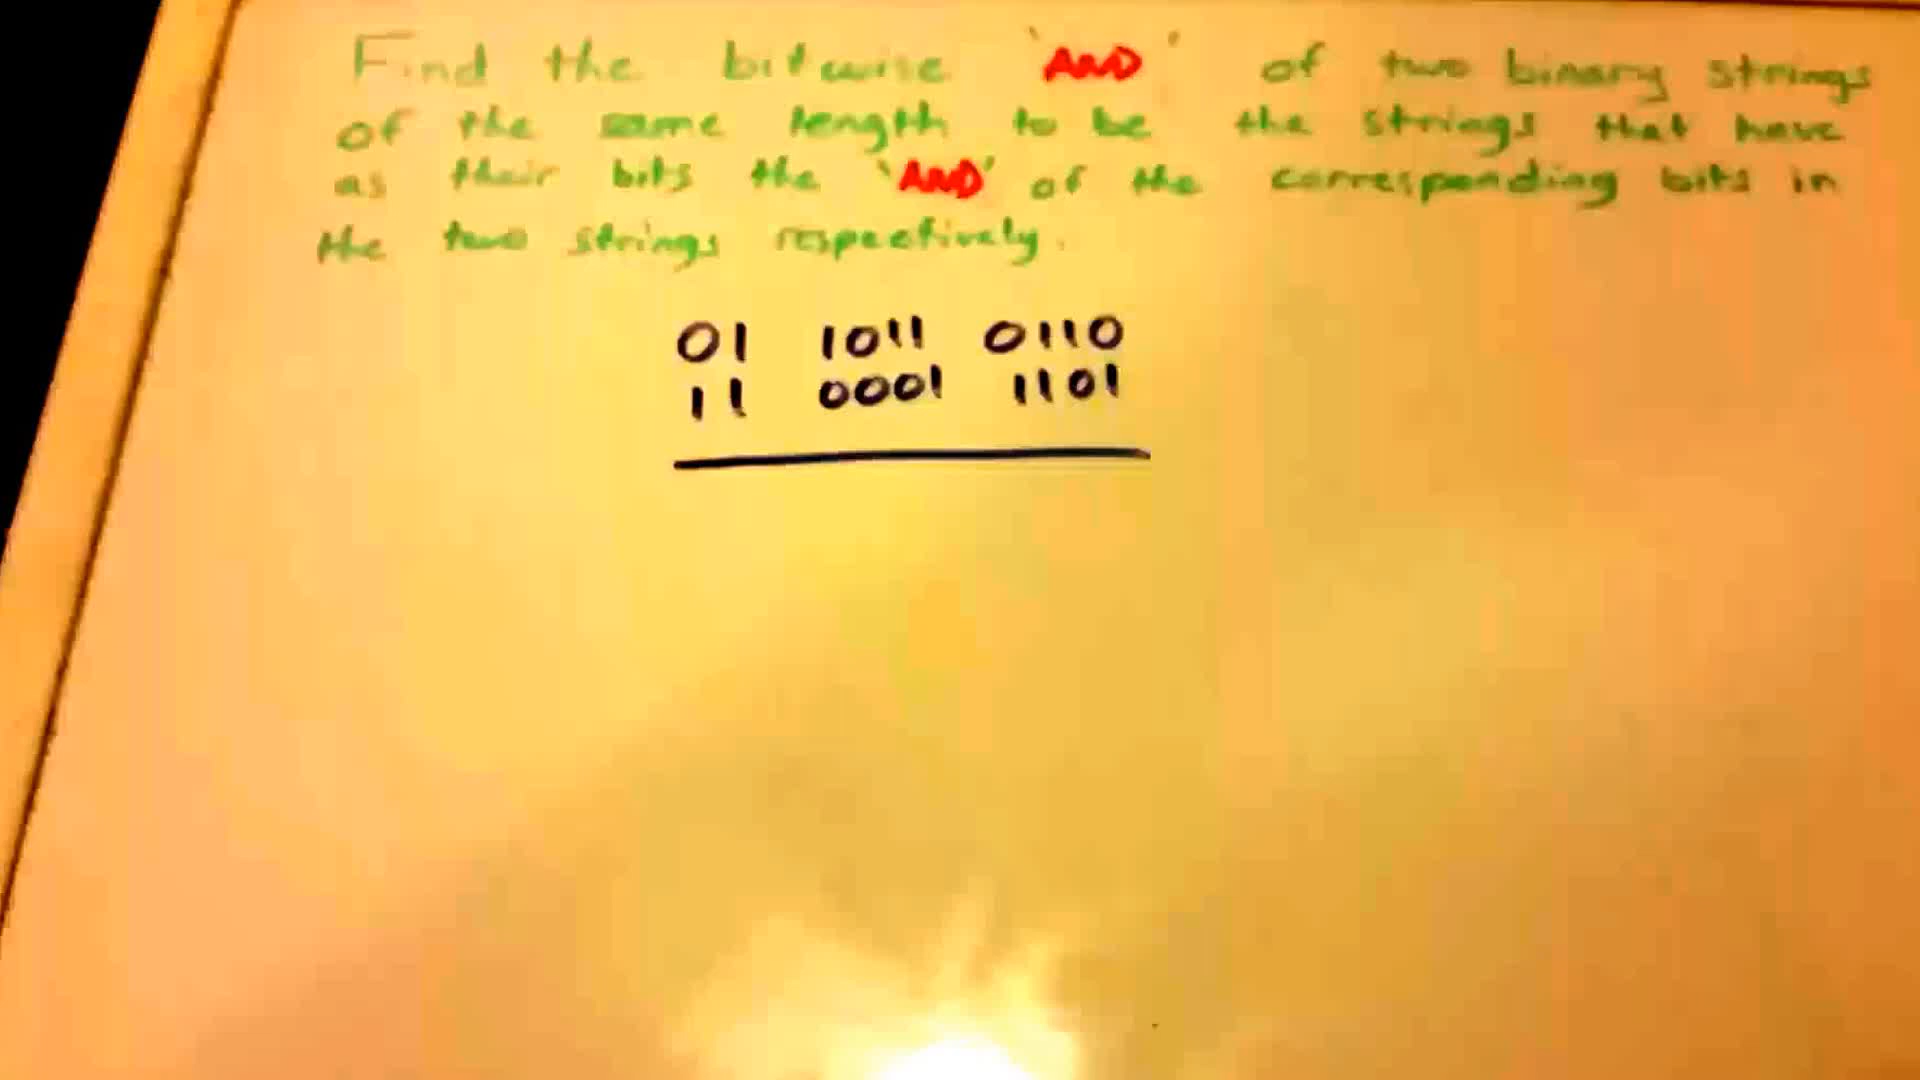 Find the bitwise 'AND' of two binary strings
of the same length to be the strings that have
as their bits the 'AND' of the corresponding bits in
the two strings respectively.
01 1011 0110
11 0001 1101